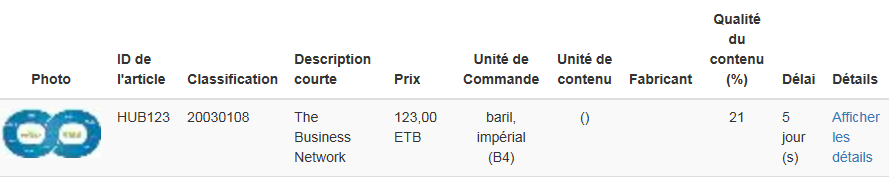 Photo ID de l'article Classification Description courte Prix Unité de Commande Unité de contenu Fabricant Qualité du contenu (%) Délai Détails
HUB123 20030108 The Business Network 123,00 ETB baril, impérial (B4) () 21 5 jour (s) Afficher les détails